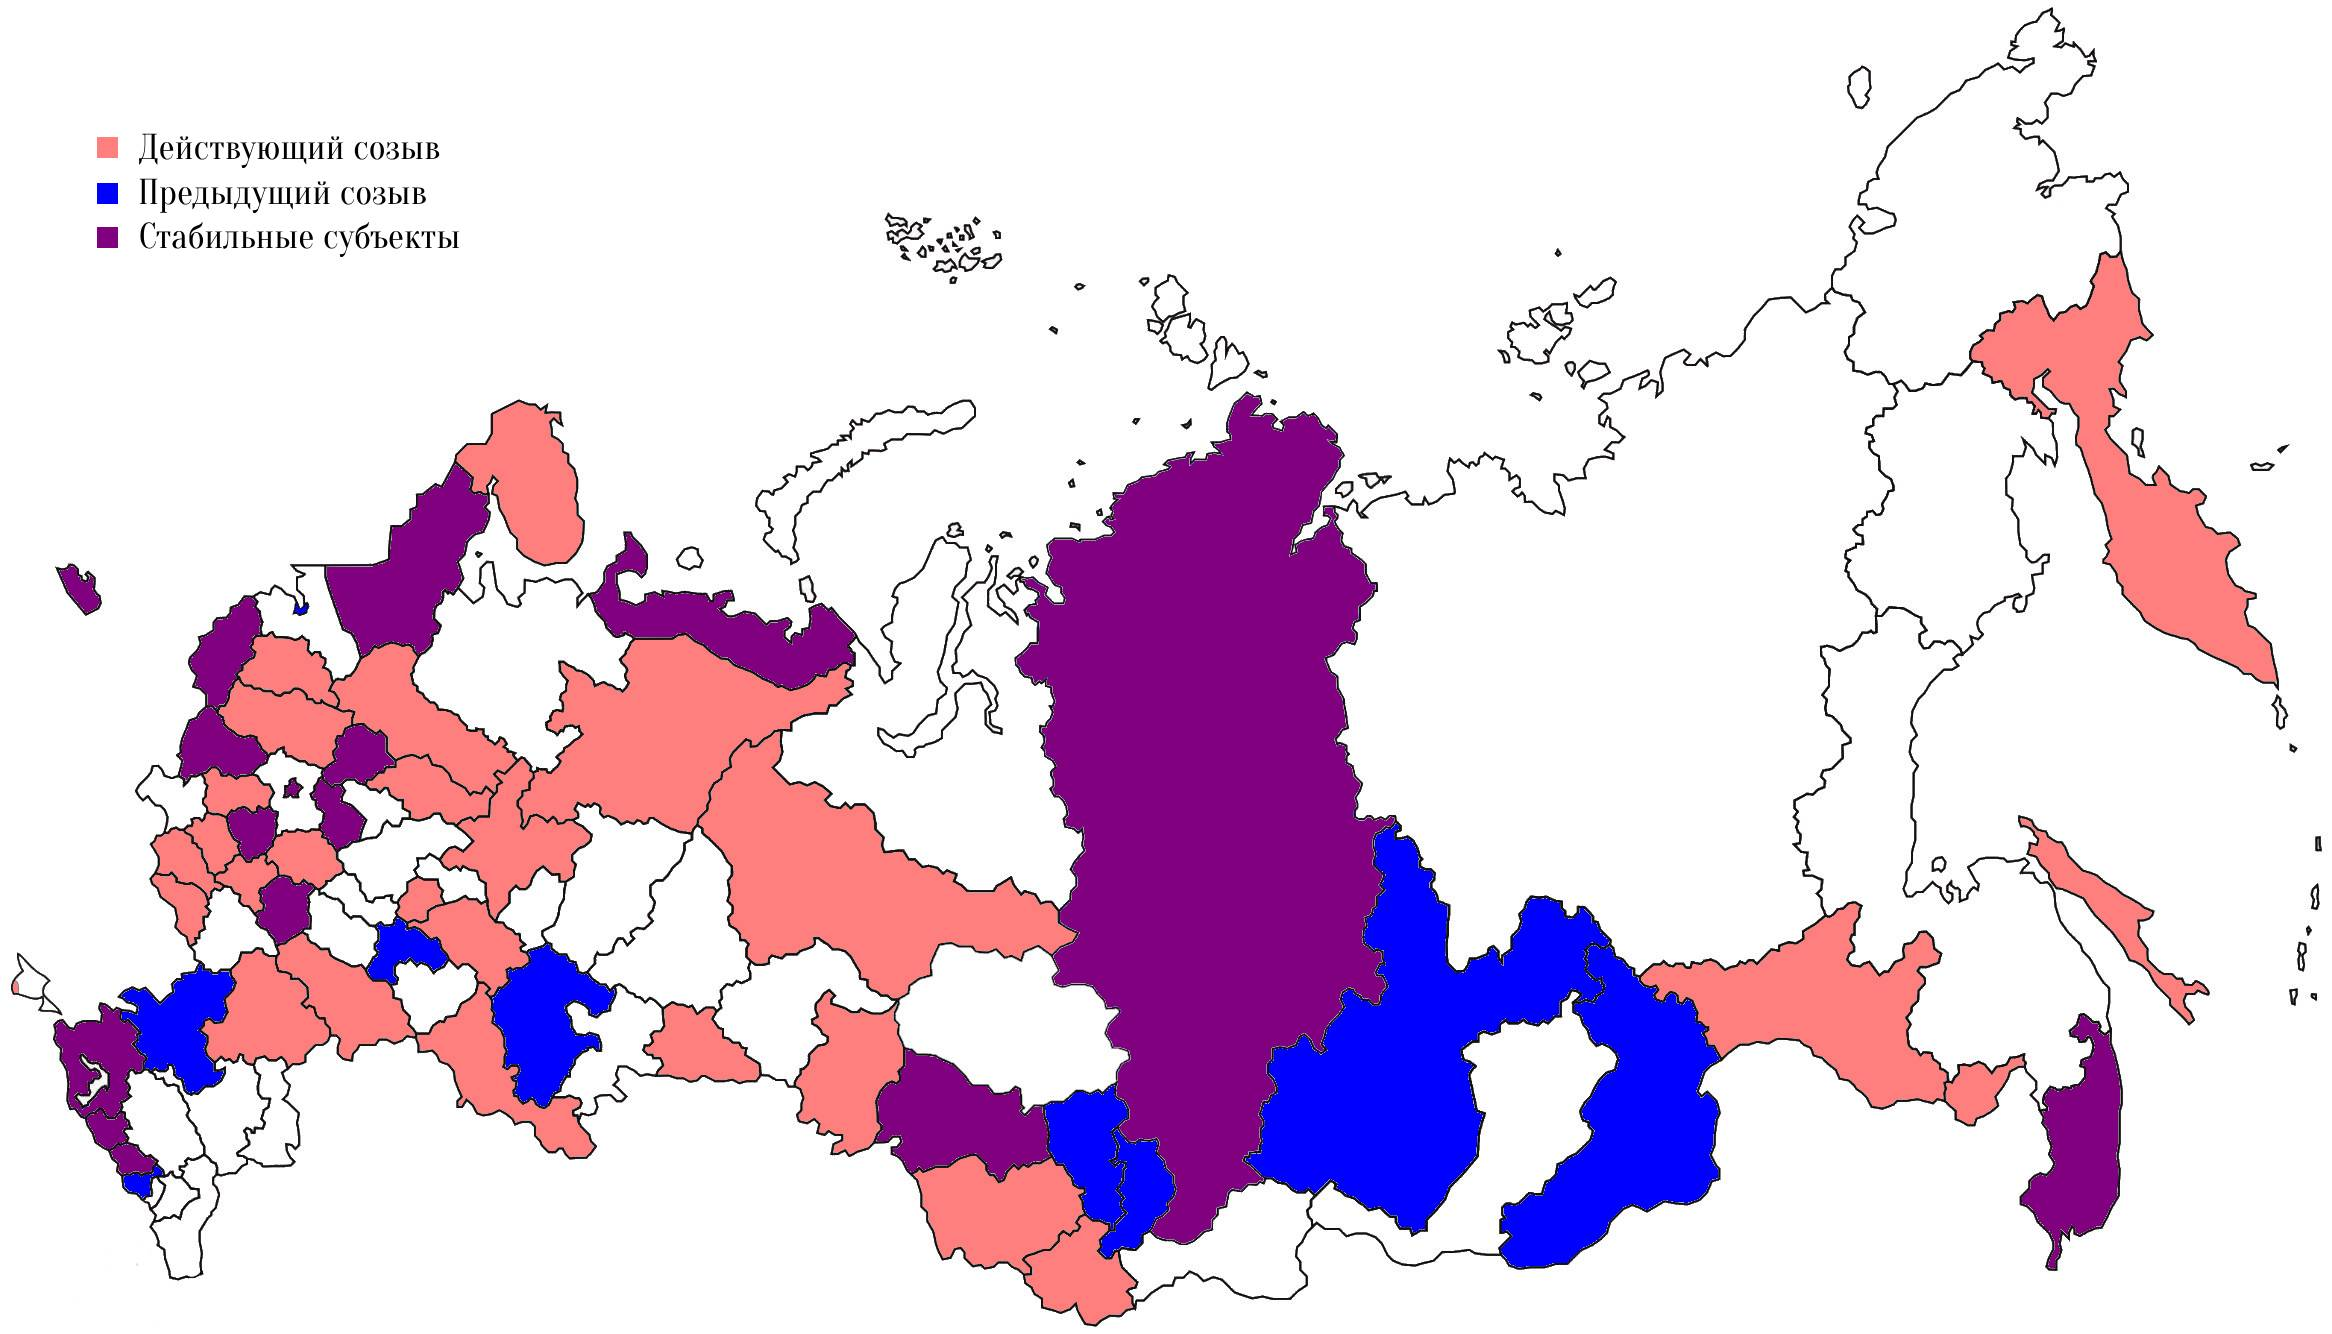 Действующий созыв
Предыдущий созыв
Стабильные субъекты